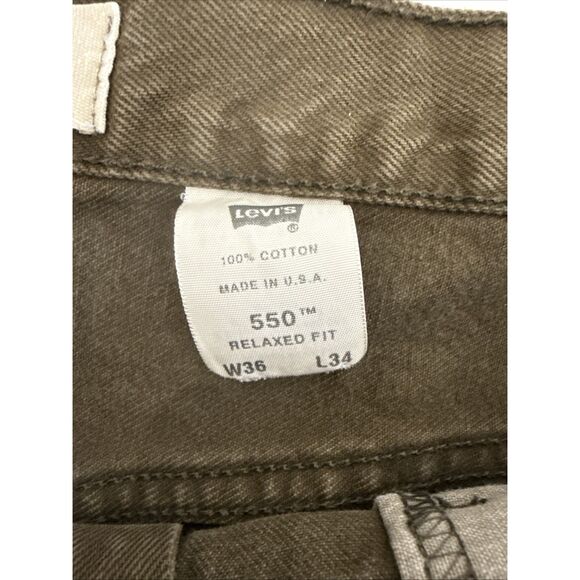 LEVI'S
®
100% COTTON
MADE IN U.S.A.
550™
RELAXED FIT
W36 L34